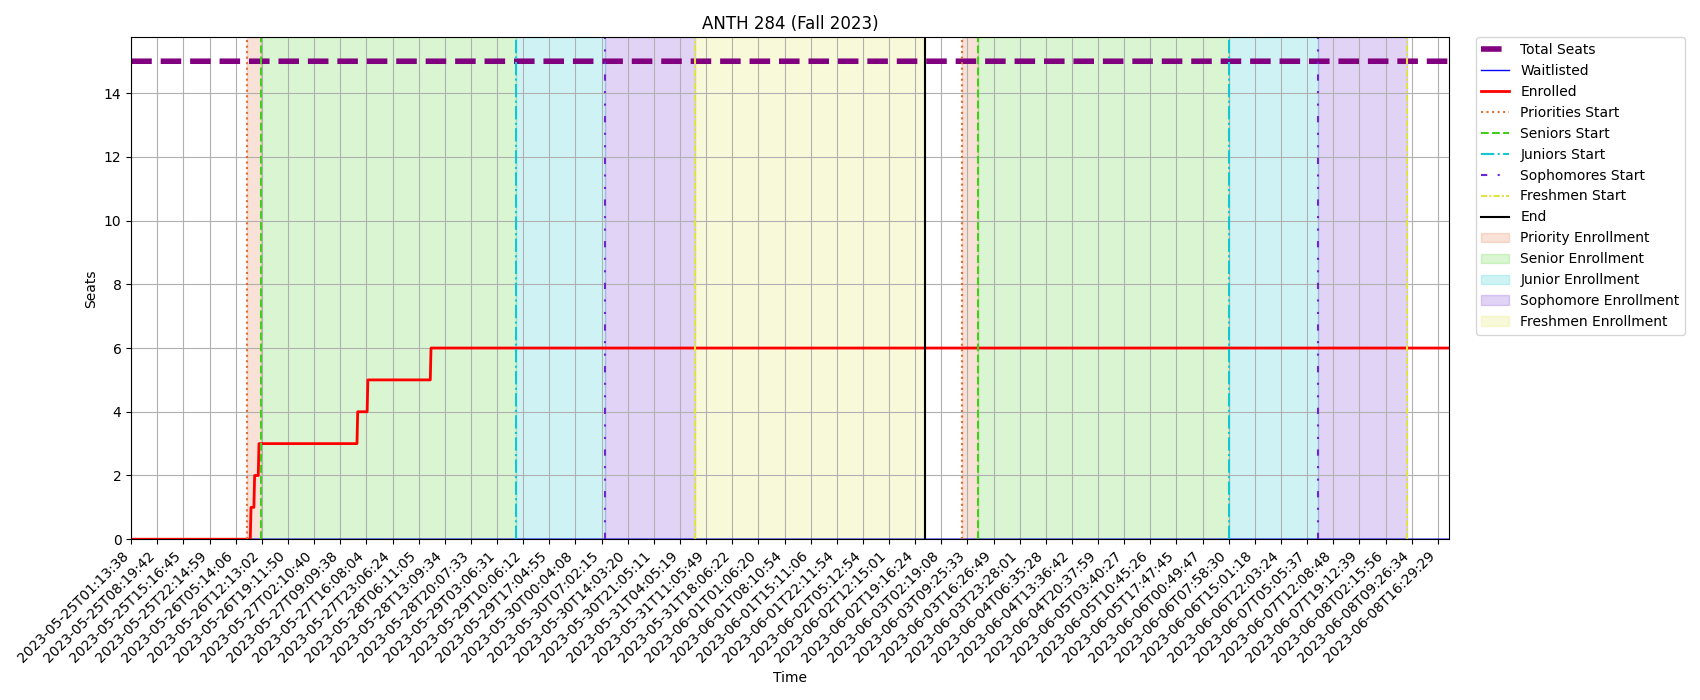 ANTH 284 (Fall 2023)
Seats
14
12
10
8
6
4
2
0
2023-05-25T01:13:38
2023-05-25T08:19:42
2023-05-25T15:16:45
2023-05-25T22:14:59
2023-05-26T05:14:06
2023-05-26T12:13:02
2023-05-26T19:11:50
2023-05-27T02:10:40
2023-05-27T09:09:38
2023-05-27T16:08:04
2023-05-27T23:06:24
2023-05-28T06:11:05
2023-05-28T13:09:34
2023-05-28T20:07:33
2023-05-29T03:06:31
2023-05-29T10:06:12
2023-05-29T17:04:55
2023-05-30T00:04:08
2023-05-30T07:02:15
2023-05-30T14:03:20
2023-05-30T21:05:11
2023-05-31T04:05:19
2023-05-31T11:05:49
2023-05-31T18:06:22
2023-06-01T01:06:20
2023-06-01T08:10:54
2023-06-01T15:11:06
2023-06-01T22:11:54
2023-06-02T05:12:54
2023-06-02T12:15:01
2023-06-02T19:16:24
2023-06-03T02:19:08
2023-06-03T09:25:33
2023-06-03T16:26:49
2023-06-03T23:28:01
2023-06-04T06:35:28
2023-06-04T13:36:42
2023-06-04T20:37:59
2023-06-05T03:40:27
2023-06-05T10:45:26
2023-06-05T17:47:45
2023-06-06T00:49:47
2023-06-06T07:58:30
2023-06-06T15:01:18
2023-06-06T22:03:24
2023-06-07T05:05:37
2023-06-07T12:08:48
2023-06-07T19:12:39
2023-06-08T02:15:56
2023-06-08T09:26:34
2023-06-08T16:29:29
Time
Total Seats
Waitlisted
Enrolled
Priorities Start
Seniors Start
Juniors Start
Sophomores Start
Freshmen Start
End
Priority Enrollment
Senior Enrollment
Junior Enrollment
Sophomore Enrollment
Freshmen Enrollment